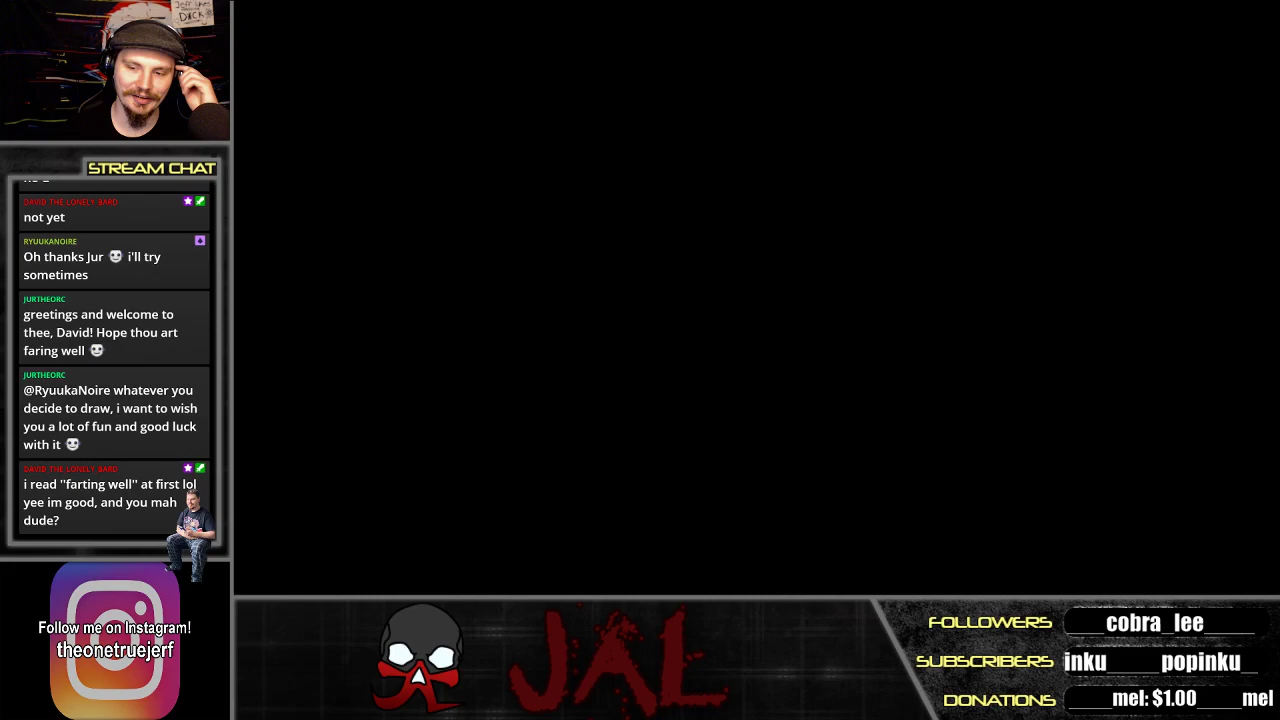 STREAM CHAT
DAVID THE LONELY BARD
not yet
RYUUKANOIRE
Oh thanks Jur i'll try
sometimes
JURTHEORC
greetings and welcome to
thee, David! Hope thou art
faring well
JURTHEORC
@RyuukaNoire whatever you
decide to draw, i want to wish
you a lot of fun and good luck
with it
DAVID THE LONELY BARD
i read "farting well" at first lol
yee im good, and you mah
dude?
Follow me on Instagram!
theonetruejerf
FOLLOWERS
cobra_lee
SUBSCRIBERS
inku popinku
DONATIONS
mel: $1.00 mel